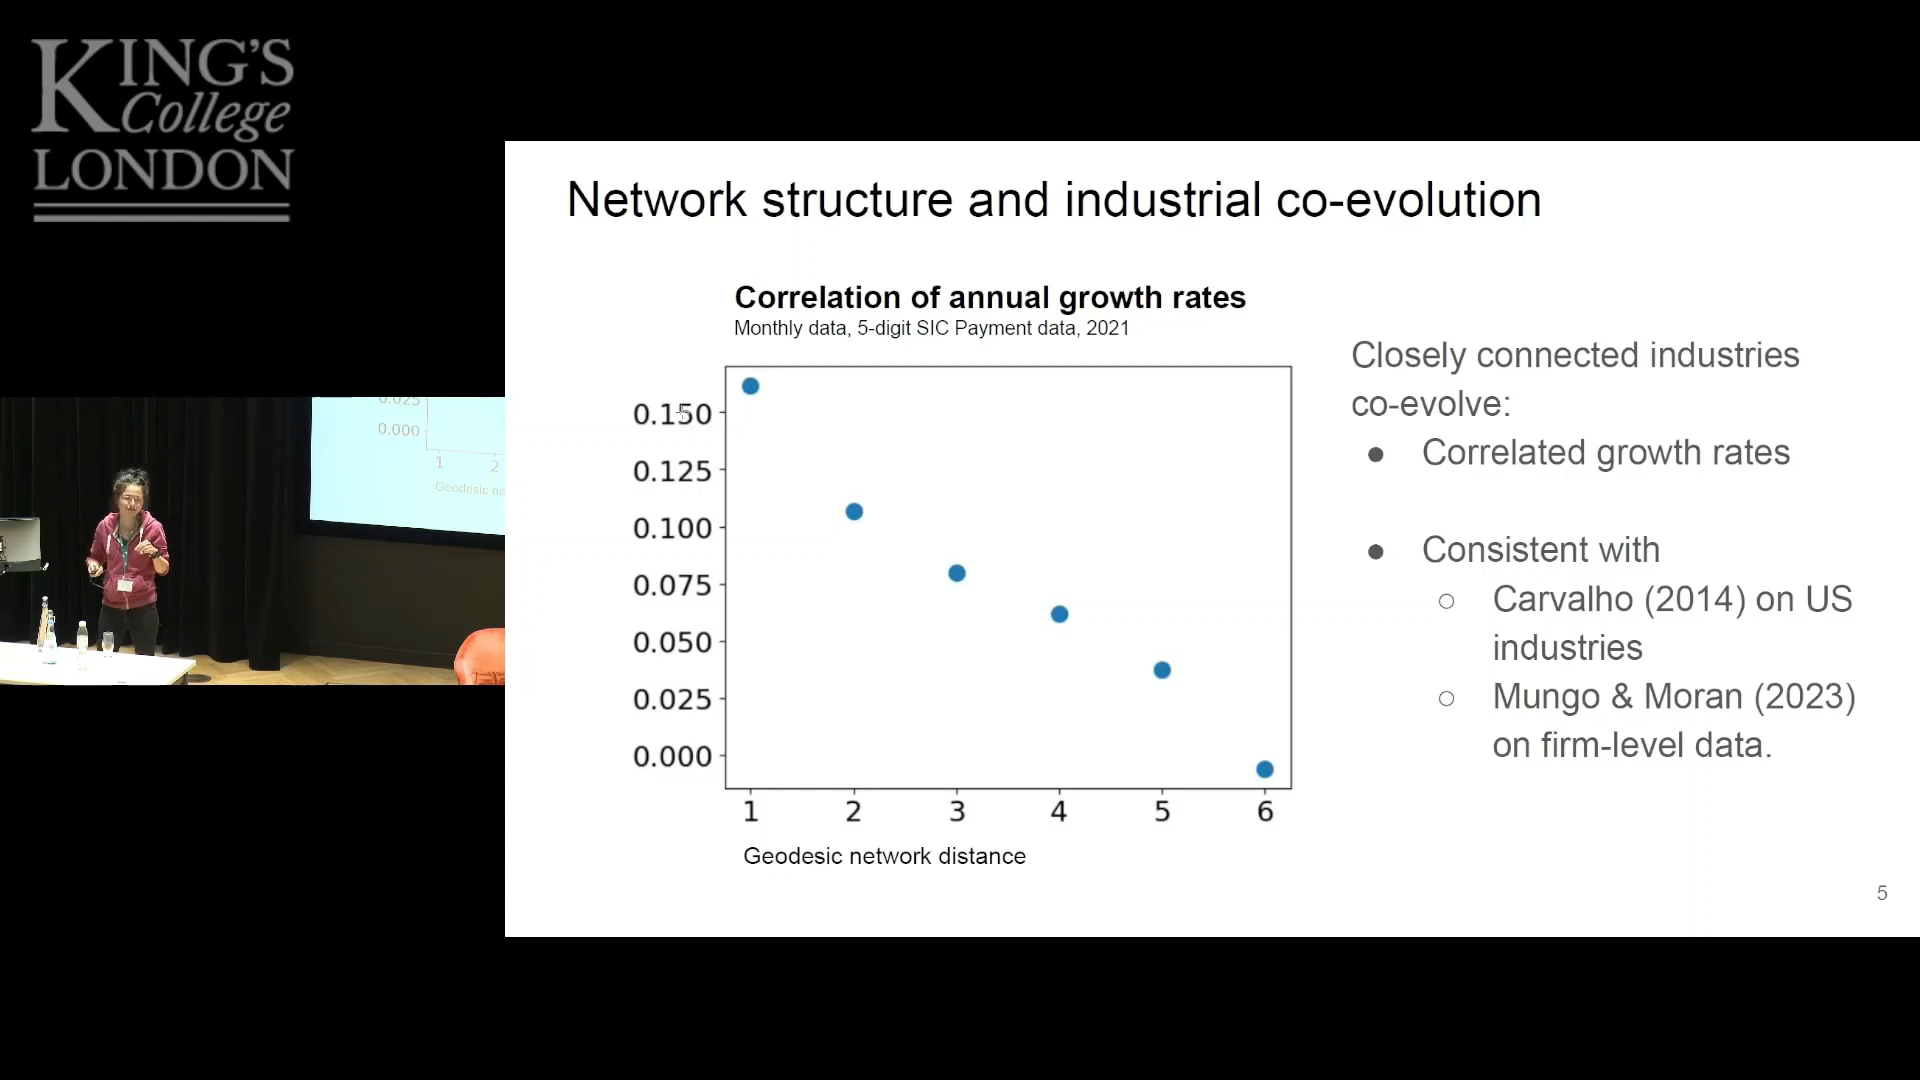 KING'S
College
LONDON
Network structure and industrial co-evolution
Correlation of annual growth rates
Monthly data, 5-digit SIC Payment data, 2021
0.150
0.125
0.100
0.075
0.050
0.025
0.000
1 2 3 4 5 6
Geodesic network distance
Closely connected industries
co-evolve:
● Correlated growth rates
● Consistent with
○ Carvalho (2014) on US
industries
○ Mungo & Moran (2023)
on firm-level data.
5
0.025
0.000
1 2
Geodesic ne